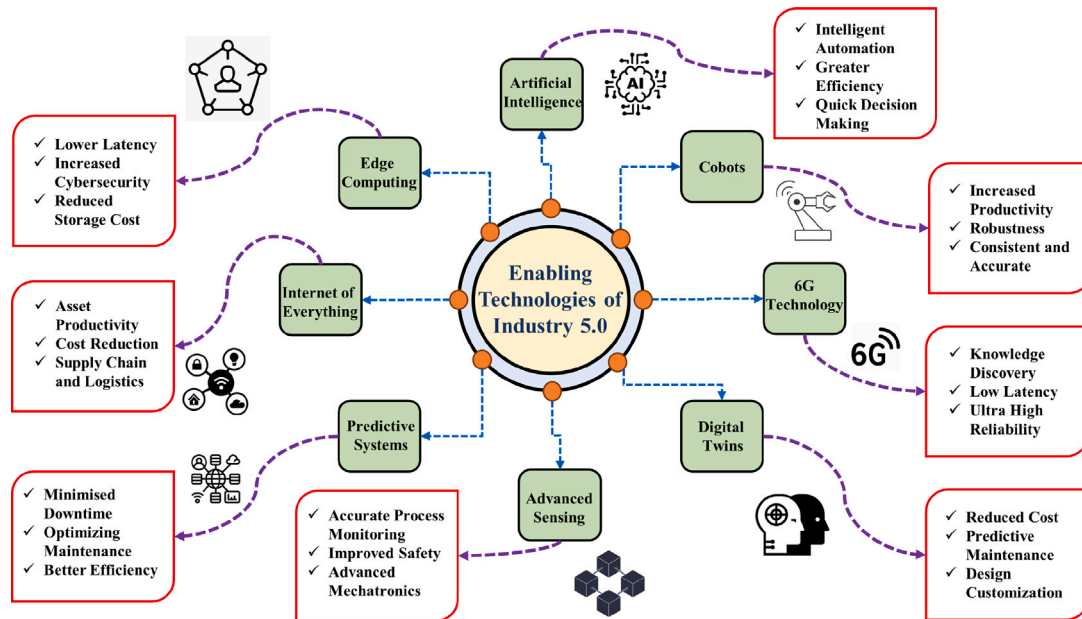 Enabling
Technologies of
Industry 5.0
Artificial
Intelligence
AI
✓ Intelligent
Automation
✓ Greater
Efficiency
✓ Quick Decision
Making
Cobots
✓ Increased
Productivity
✓ Robustness
✓ Consistent and
Accurate
6G
Technology
6G
✓ Knowledge
Discovery
✓ Low Latency
✓ Ultra High
Reliability
Digital
Twins
✓ Reduced Cost
✓ Predictive
Maintenance
✓ Design
Customization
Advanced
Sensing
✓ Accurate Process
Monitoring
✓ Improved Safety
✓ Advanced
Mechatronics
Predictive
Systems
✓ Minimised
Downtime
✓ Optimizing
Maintenance
✓ Better Efficiency
Internet of
Everything
✓ Asset
Productivity
✓ Cost Reduction
✓ Supply Chain
and Logistics
Edge
Computing
✓ Lower Latency
✓ Increased
Cybersecurity
✓ Reduced
Storage Cost